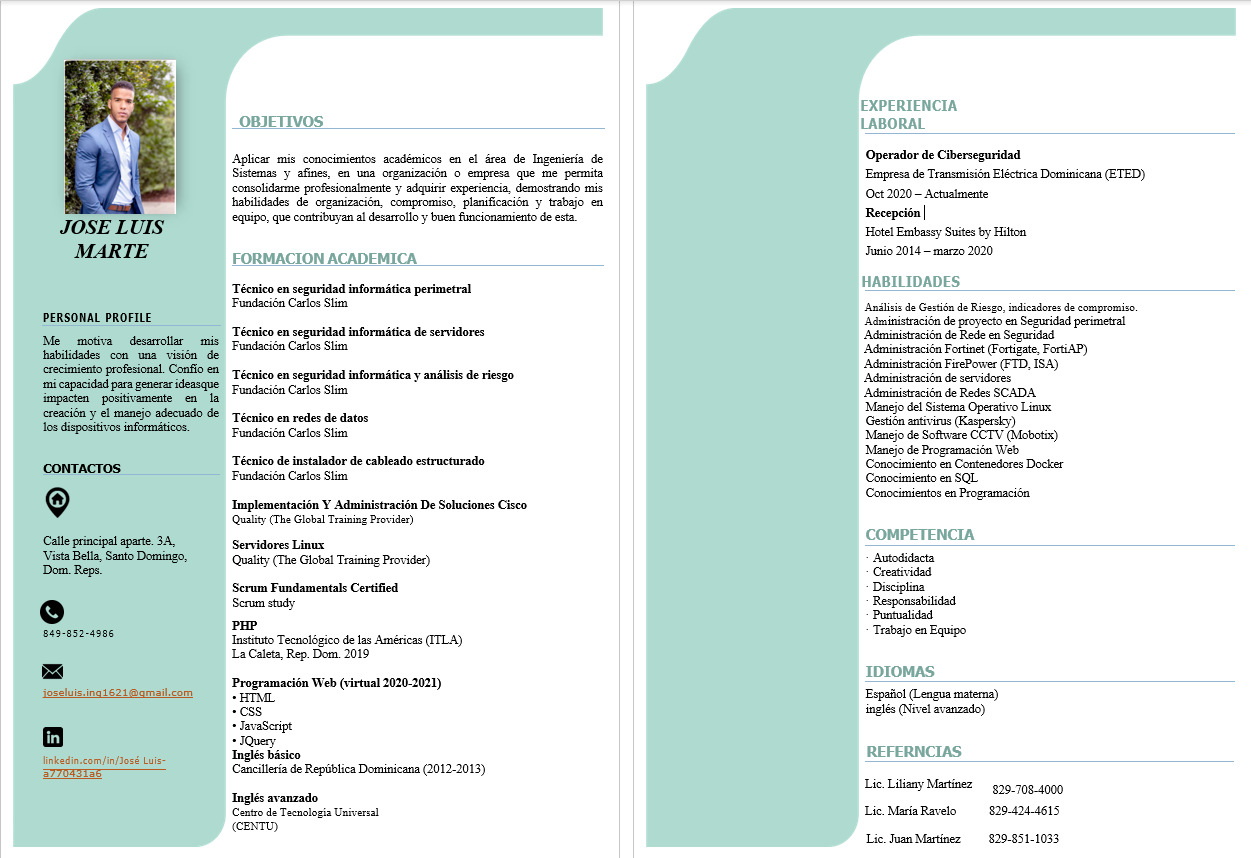 JOSE LUIS
MARTE
PERSONAL PROFILE
Me motiva desarrollar mis
habilidades con una visión de
crecimiento profesional. Confío en
mi capacidad para generar ideasque
impacten positivamente en la
creación y el manejo adecuado de
los dispositivos informáticos.
CONTACTOS
Calle principal aparte. 3A,
Vista Bella, Santo Domingo,
Dom. Reps.
849-852-4986
joseluis.ing1621@gmail.com
linkedin.com/in/José Luis-
a770431a6
OBJETIVOS
Aplicar mis conocimientos académicos en el área de Ingeniería de
Sistemas y afines, en una organización o empresa que me permita
consolidarme profesionalmente y adquirir experiencia, demostrando mis
habilidades de organización, compromiso, planificación y trabajo en
equipo, que contribuyan al desarrollo y buen funcionamiento de esta.
FORMACION ACADEMICA
Técnico en seguridad informática perimetral
Fundación Carlos Slim
Técnico en seguridad informática de servidores
Fundación Carlos Slim
Técnico en seguridad informática y análisis de riesgo
Fundación Carlos Slim
Técnico en redes de datos
Fundación Carlos Slim
Técnico de instalador de cableado estructurado
Fundación Carlos Slim
Implementación Y Administración De Soluciones Cisco
Quality (The Global Training Provider)
Servidores Linux
Quality (The Global Training Provider)
Scrum Fundamentals Certified
Scrum study
PHP
Instituto Tecnológico de las Américas (ITLA)
La Caleta, Rep. Dom. 2019
Programación Web (virtual 2020-2021)
• HTML
• CSS
• JavaScript
• JQuery
Inglés básico
Cancillería de República Dominicana (2012-2013)
Inglés avanzado
Centro de Tecnologia Universal
(CENTU)
EXPERIENCIA
LABORAL
Operador de Ciberseguridad
Empresa de Transmisión Eléctrica Dominicana (ETED)
Oct 2020 – Actualmente
Recepción
Hotel Embassy Suites by Hilton
Junio 2014 – marzo 2020
HABILIDADES
Análisis de Gestión de Riesgo, indicadores de compromiso.
Administración de proyecto en Seguridad perimetral
Administración de Rede en Seguridad
Administración Fortinet (Fortigate, FortiAP)
Administración FirePower (FTD, ISA)
Administración de servidores
Administración de Redes SCADA
Manejo del Sistema Operativo Linux
Gestión antivirus (Kaspersky)
Manejo de Software CCTV (Mobotix)
Manejo de Programación Web
Conocimiento en Contenedores Docker
Conocimiento en SQL
Conocimientos en Programación
COMPETENCIA
· Autodidacta
· Creatividad
· Disciplina
· Responsabilidad
· Puntualidad
· Trabajo en Equipo
IDIOMAS
Español (Lengua materna)
inglés (Nivel avanzado)
REFERNCIAS
Lic. Liliany Martínez 829-708-4000
Lic. María Ravelo 829-424-4615
Lic. Juan Martínez 829-851-1033